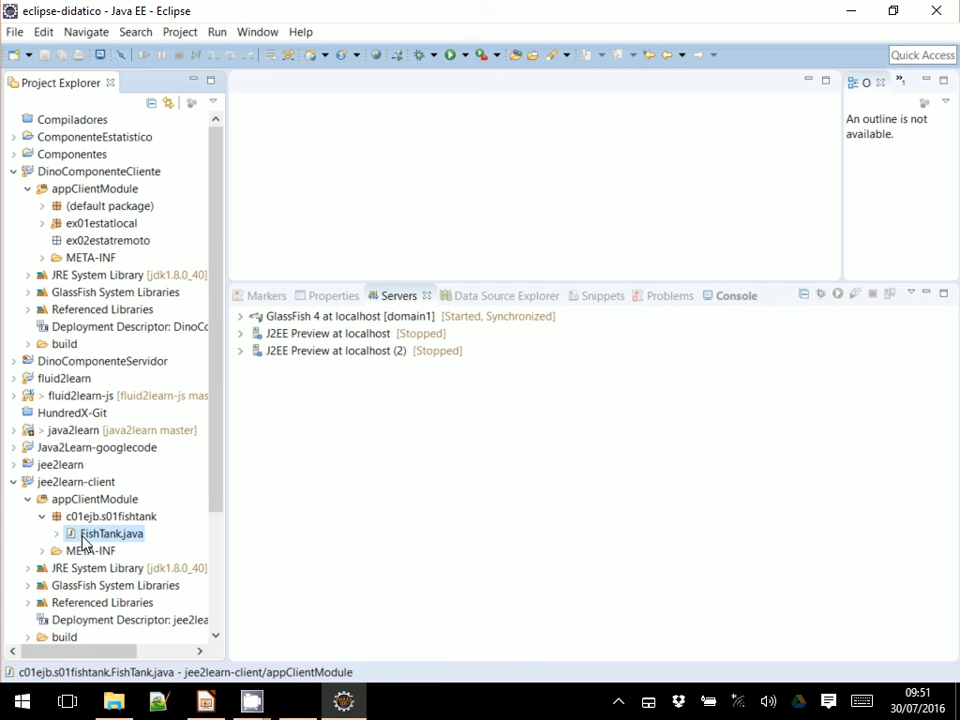 eclipse-didatico - Java EE - Eclipse
File Edit Navigate Search Project Run Window Help
Quick Access
Project Explorer
O
»1
An outline is not
available.
Compiladores
ComponenteEstatistico
Componentes
DinoComponenteCliente
appClientModule
(default package)
ex01estatlocal
ex02estatremoto
META-INF
JRE System Library [jdk1.8.0_40]
GlassFish System Libraries
Referenced Libraries
Deployment Descriptor: DinoCo
build
DinoComponenteServidor
fluid2learn
> fluid2learn-js [fluid2learn-js mas
HundredX-Git
> java2learn [java2learn master]
Java2Learn-googlecode
jee2learn
jee2learn-client
appClientModule
c01ejb.s01fishtank
FishTank.java
META-INF
JRE System Library [jdk1.8.0_40]
GlassFish System Libraries
Referenced Libraries
Deployment Descriptor: jee2lea
build
Markers Properties Servers Data Source Explorer Snippets Problems Console
GlassFish 4 at localhost [domain1] [Started, Synchronized]
J2EE Preview at localhost [Stopped]
J2EE Preview at localhost (2) [Stopped]
c01ejb.s01fishtank.FishTank.java - jee2learn-client/appClientModule
09:51
30/07/2016